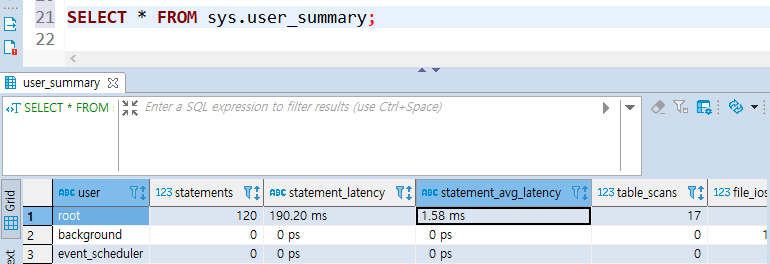 21 SELECT * FROM sys.user_summary;
22
user_summary
SELECT * FROM Enter a SQL expression to filter results (use Ctrl+Space)
Grid
ABC user 123 statements ABC statement_latency ABC statement_avg_latency 123 table_scans 123 file_ios
1 root 120 190.20 ms 1.58 ms 17
2 background 0 0 ps 0 ps 0 1
3 event_scheduler 0 0 ps 0 ps 0